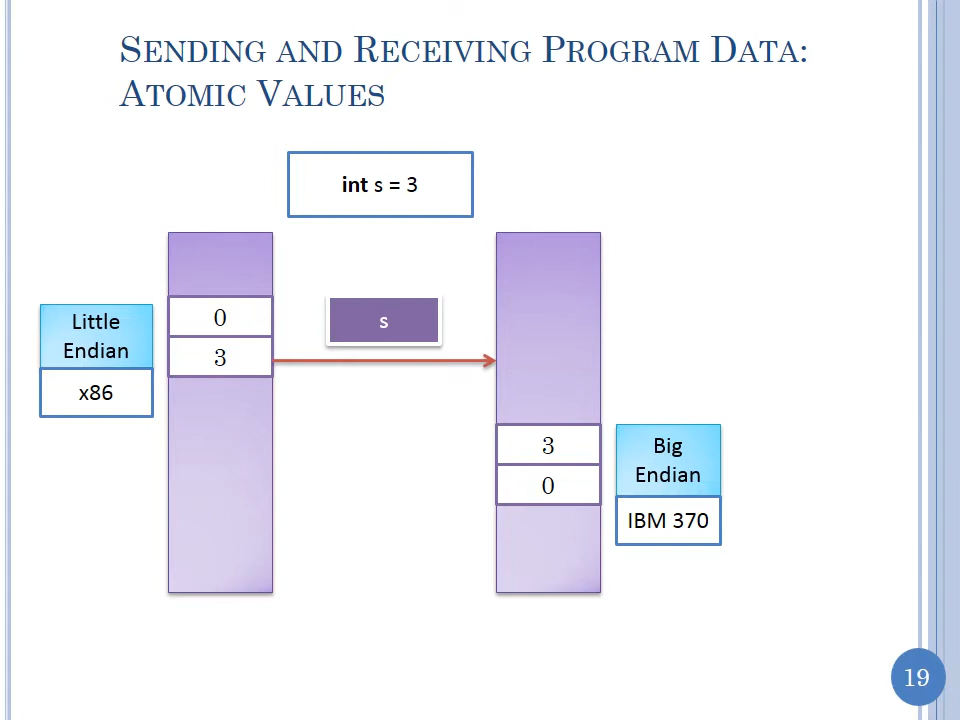 SENDING AND RECEIVING PROGRAM DATA:
ATOMIC VALUES
int s = 3
Little
Endian
x86
0
3
s
3
0
Big
Endian
IBM 370
19